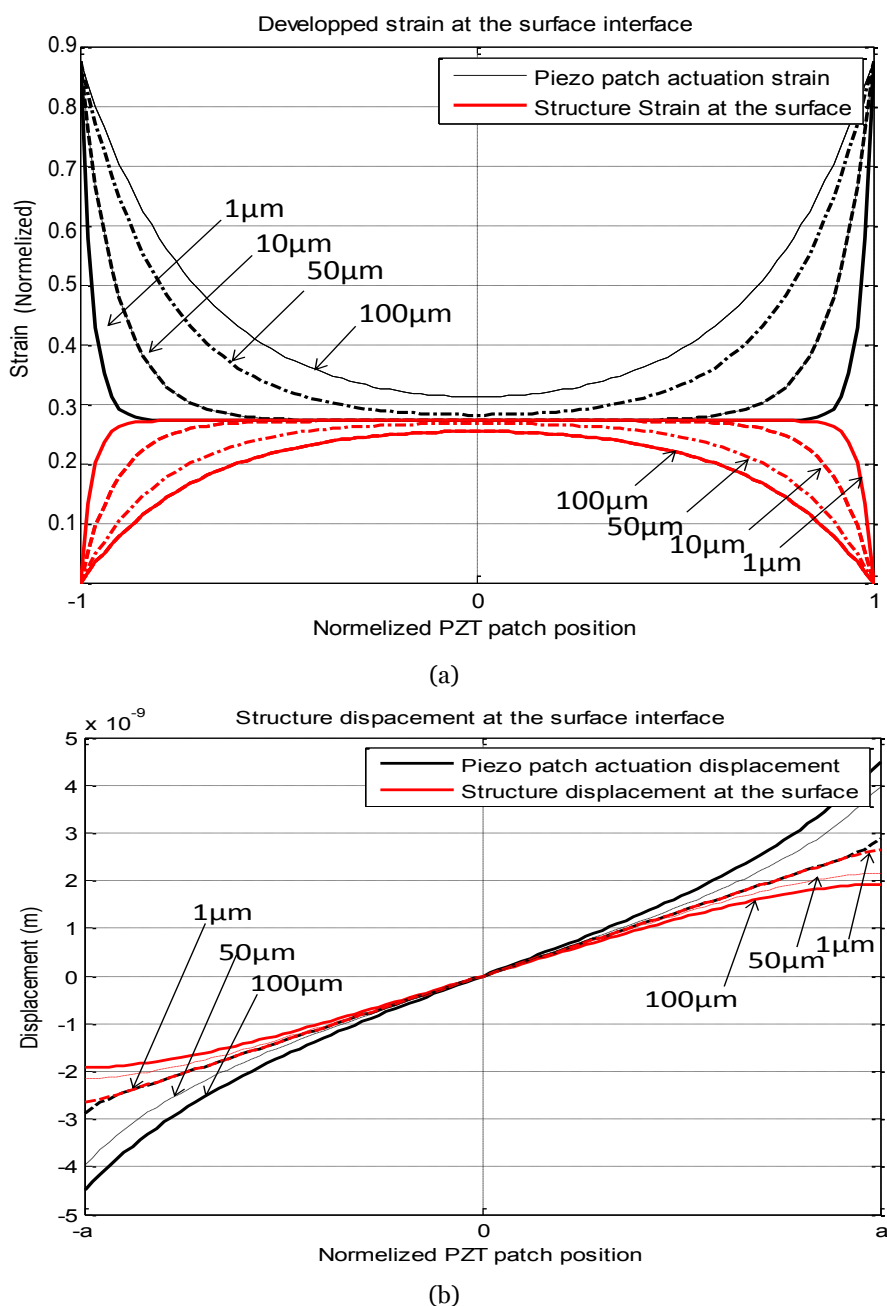 Developped strain at the surface interface
0.9
0.8
0.7
0.6
0.5
0.4
0.3
0.2
0.1
Strain (Normelized)
Piezo patch actuation strain
Structure Strain at the surface
1μm
10μm
50μm
100μm
100μm
50μm
10μm
1μm
-1
0
1
Normelized PZT patch position
(a)
x 10⁻⁹
Structure dispacement at the surface interface
5
4
3
2
1
0
-1
-2
-3
-4
-5
Displacement (m)
Piezo patch actuation displacement
Structure displacement at the surface
1μm
50μm
100μm
1μm
50μm
100μm
-a
0
a
Normelized PZT patch position
(b)